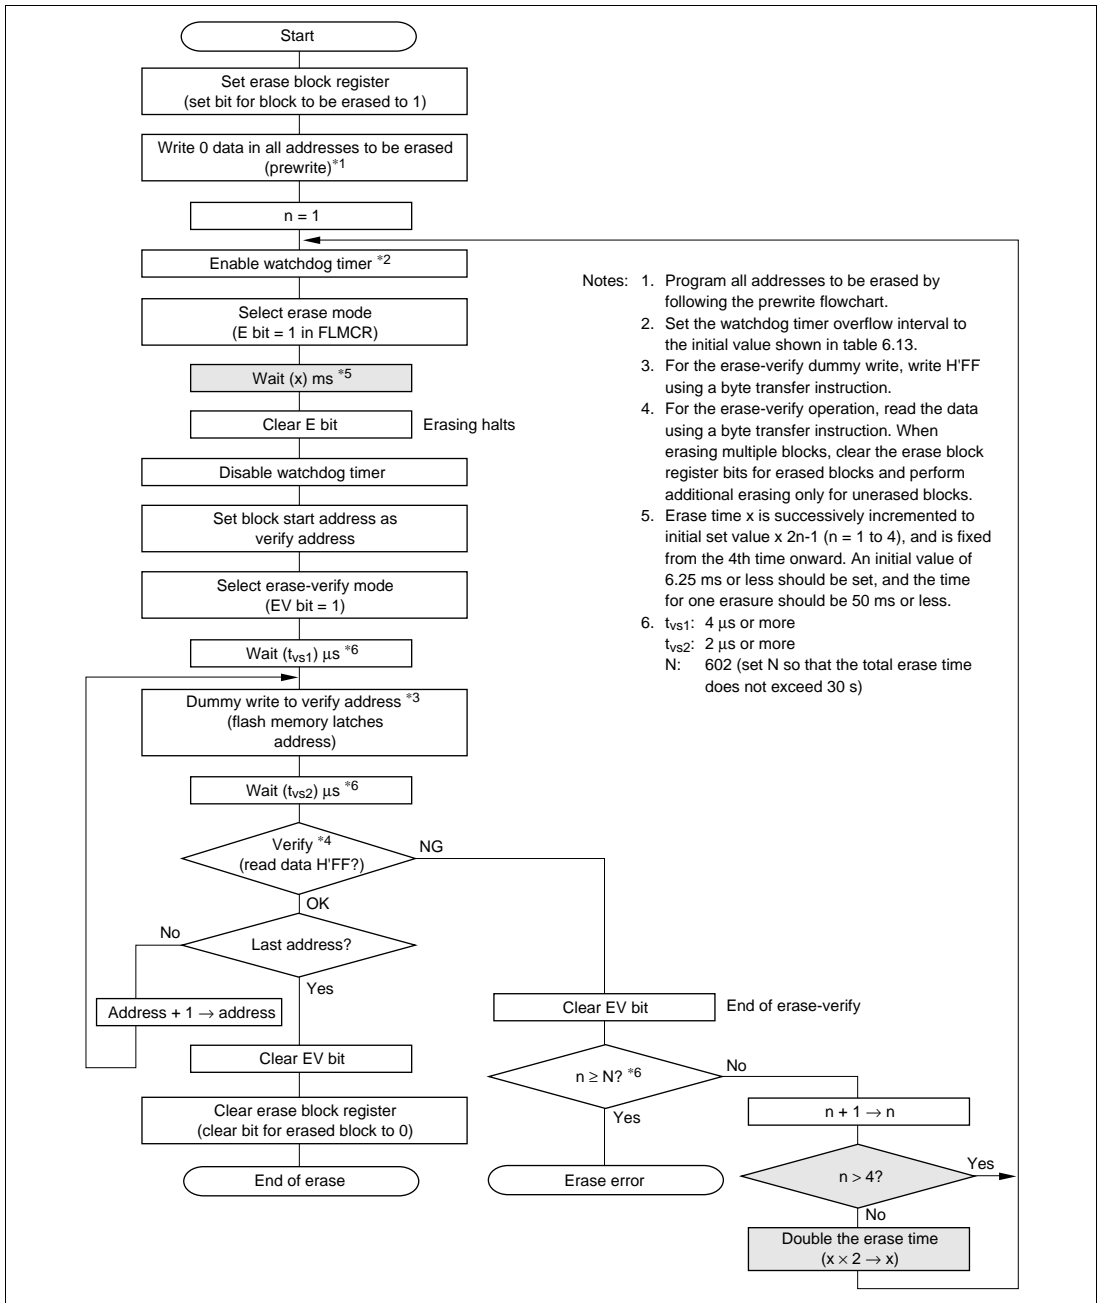 Start
Set erase block register
(set bit for block to be erased to 1)
Write 0 data in all addresses to be erased
(prewrite)*1
n = 1
Enable watchdog timer *2
Select erase mode
(E bit = 1 in FLMCR)
Wait (x) ms *5
Clear E bit
Erasing halts
Disable watchdog timer
Set block start address as
verify address
Select erase-verify mode
(EV bit = 1)
Wait (tvs1) μs *6
Dummy write to verify address *3
(flash memory latches
address)
Wait (tvs2) μs *6
Verify *4
(read data H'FF?)
NG
OK
No
Last address?
Yes
Address + 1 → address
Clear EV bit
Clear erase block register
(clear bit for erased block to 0)
End of erase
Clear EV bit
End of erase-verify
n ≥ N? *6
No
Yes
Erase error
n + 1 → n
n > 4?
Yes
No
Double the erase time
(x × 2 → x)
Notes: 1. Program all addresses to be erased by
following the prewrite flowchart.
2. Set the watchdog timer overflow interval to
the initial value shown in table 6.13.
3. For the erase-verify dummy write, write H'FF
using a byte transfer instruction.
4. For the erase-verify operation, read the data
using a byte transfer instruction. When
erasing multiple blocks, clear the erase block
register bits for erased blocks and perform
additional erasing only for unerased blocks.
5. Erase time x is successively incremented to
initial set value x 2n-1 (n = 1 to 4), and is fixed
from the 4th time onward. An initial value of
6.25 ms or less should be set, and the time
for one erasure should be 50 ms or less.
6. tvs1: 4 μs or more
tvs2: 2 μs or more
N: 602 (set N so that the total erase time
does not exceed 30 s)